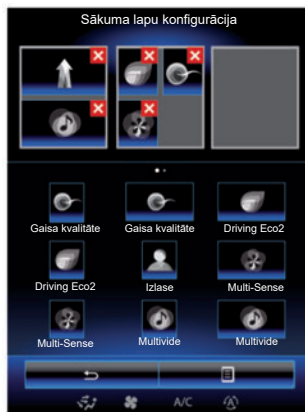 Sākuma lapu konfigurācija
Gaisa kvalitāte
Gaisa kvalitāte
Driving Eco2
Driving Eco2
Izlase
Multi-Sense
Multi-Sense
Multivide
Multivide
A/C